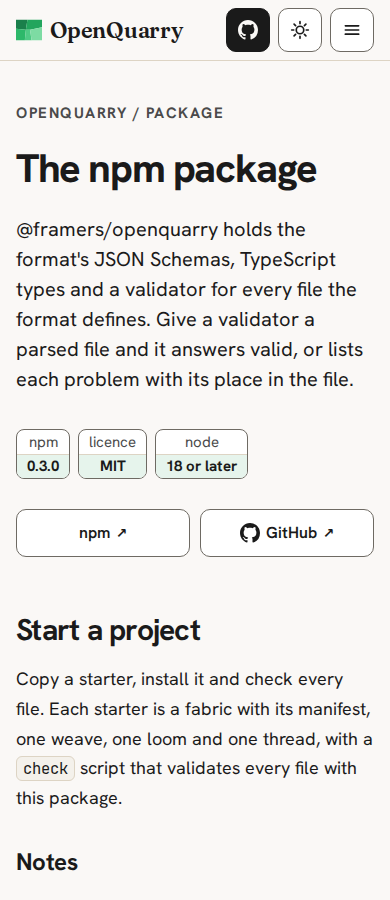 OpenQuarry
OPENQUARRY / PACKAGE
The npm package
@framers/openquarry holds the
format's JSON Schemas, TypeScript
types and a validator for every file the
format defines. Give a validator a
parsed file and it answers valid, or lists
each problem with its place in the file.
npm
0.3.0
licence
MIT
node
18 or later
npm ↗
GitHub ↗
Start a project
Copy a starter, install it and check every
file. Each starter is a fabric with its manifest,
one weave, one loom and one thread, with a
check script that validates every file with
this package.
Notes